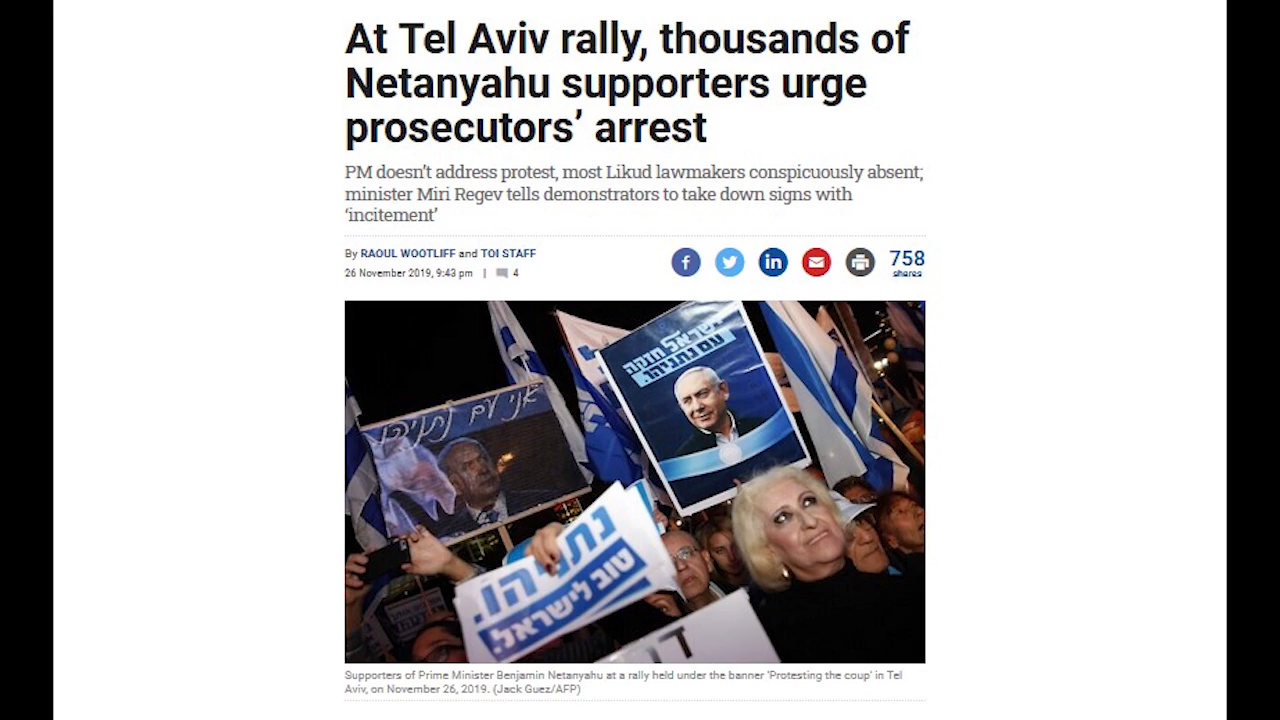 At Tel Aviv rally, thousands of
Netanyahu supporters urge
prosecutors’ arrest
PM doesn’t address protest, most Likud lawmakers conspicuously absent;
minister Miri Regev tells demonstrators to take down signs with
‘incitement’
By RAOUL WOOTLIFF and TOI STAFF
26 November 2019, 9:43 pm | 4
758
shares
ישראל חזקה
עם נתניהו.
אני עם נתניהו
נתניהו.
טוב לישראל.
Supporters of Prime Minister Benjamin Netanyahu at a rally held under the banner 'Protesting the coup' in Tel
Aviv, on November 26, 2019. (Jack Guez/AFP)